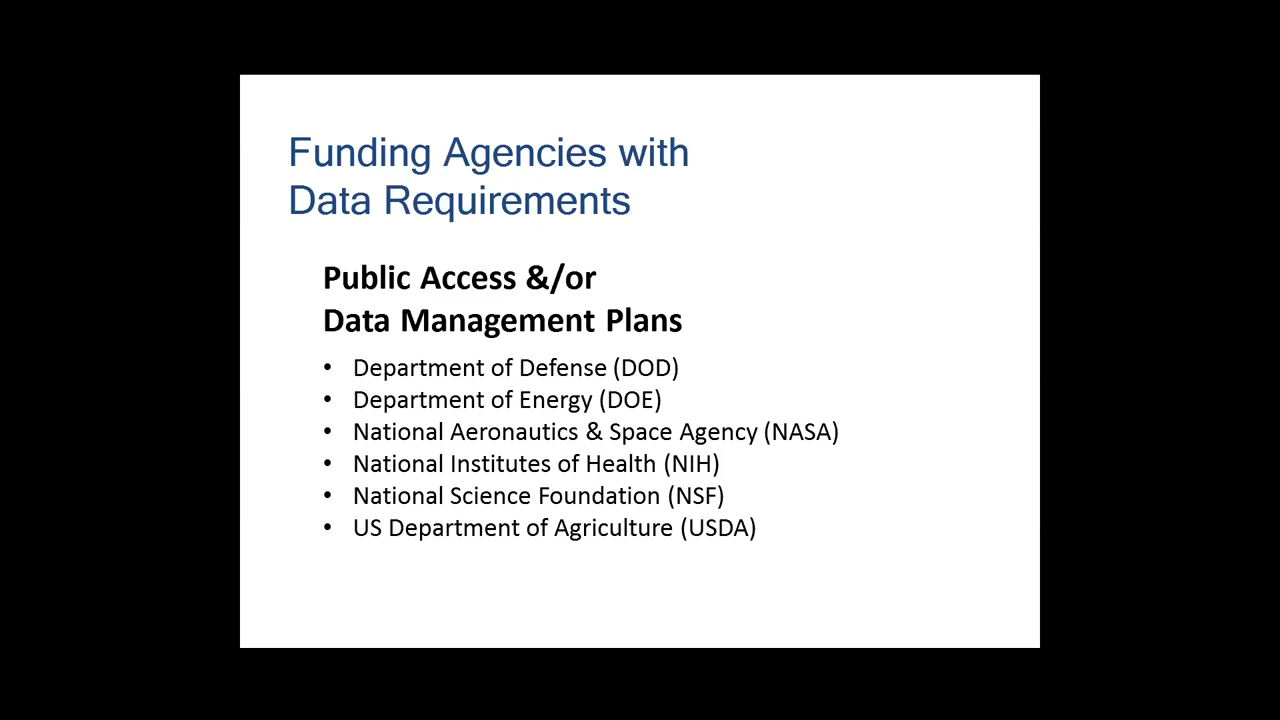 Funding Agencies with
Data Requirements
Public Access &/or
Data Management Plans
• Department of Defense (DOD)
• Department of Energy (DOE)
• National Aeronautics & Space Agency (NASA)
• National Institutes of Health (NIH)
• National Science Foundation (NSF)
• US Department of Agriculture (USDA)